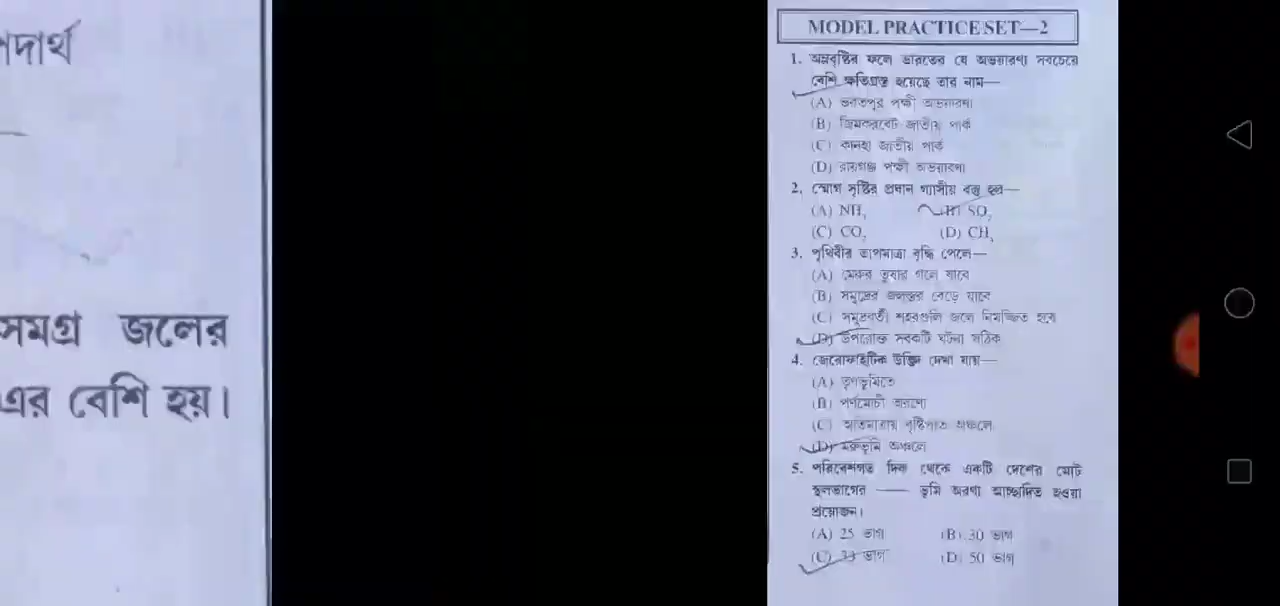 পদার্থ
সমগ্র জলের
এর বেশি হয়।
MODEL PRACTICE SET—2
1. অম্লবৃষ্টির ফলে ভারতের যে অভয়ারণ্য সবচেয়ে
বেশি ক্ষতিগ্রস্ত হয়েছে তার নাম—
(A) ভরতপুর পক্ষী অভয়ারণ্য
(B) জিমকরবেট জাতীয় পার্ক
(C) কানহা জাতীয় পার্ক
(D) রায়গঞ্জ পক্ষী অভয়ারণ্য
2. স্মোগ সৃষ্টির প্রধান গ্যাসীয় বস্তু হল—
(A) NH₃ (B) SO₂
(C) CO₂ (D) CH₄
3. পৃথিবীর তাপমাত্রা বৃদ্ধি পেলে—
(A) মেরুর তুষার গলে যাবে
(B) সমুদ্রের জলস্তর বেড়ে যাবে
(C) সমুদ্রবর্তী শহরগুলি জলে নিমজ্জিত হবে
(D) উপরোক্ত সবকটি ঘটনা সঠিক
4. জেরোফাইটিক উদ্ভিদ দেখা যায়—
(A) তৃণভূমিতে
(B) পর্ণমোচী অরণ্যে
(C) অতিমাত্রায় বৃষ্টিপাত অঞ্চলে
(D) মরুভূমি অঞ্চলে
5. পরিবেশগত দিক থেকে একটি দেশের মোট
স্থলভাগের —— ভূমি অরণ্য আচ্ছাদিত হওয়া
প্রয়োজন।
(A) 25 ভাগ (B) 30 ভাগ
(C) 33 ভাগ (D) 50 ভাগ